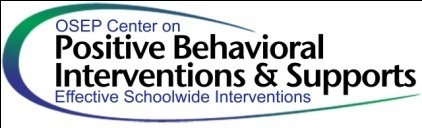 OSEP Center on
Positive Behavioral
Interventions & Supports
Effective Schoolwide Interventions